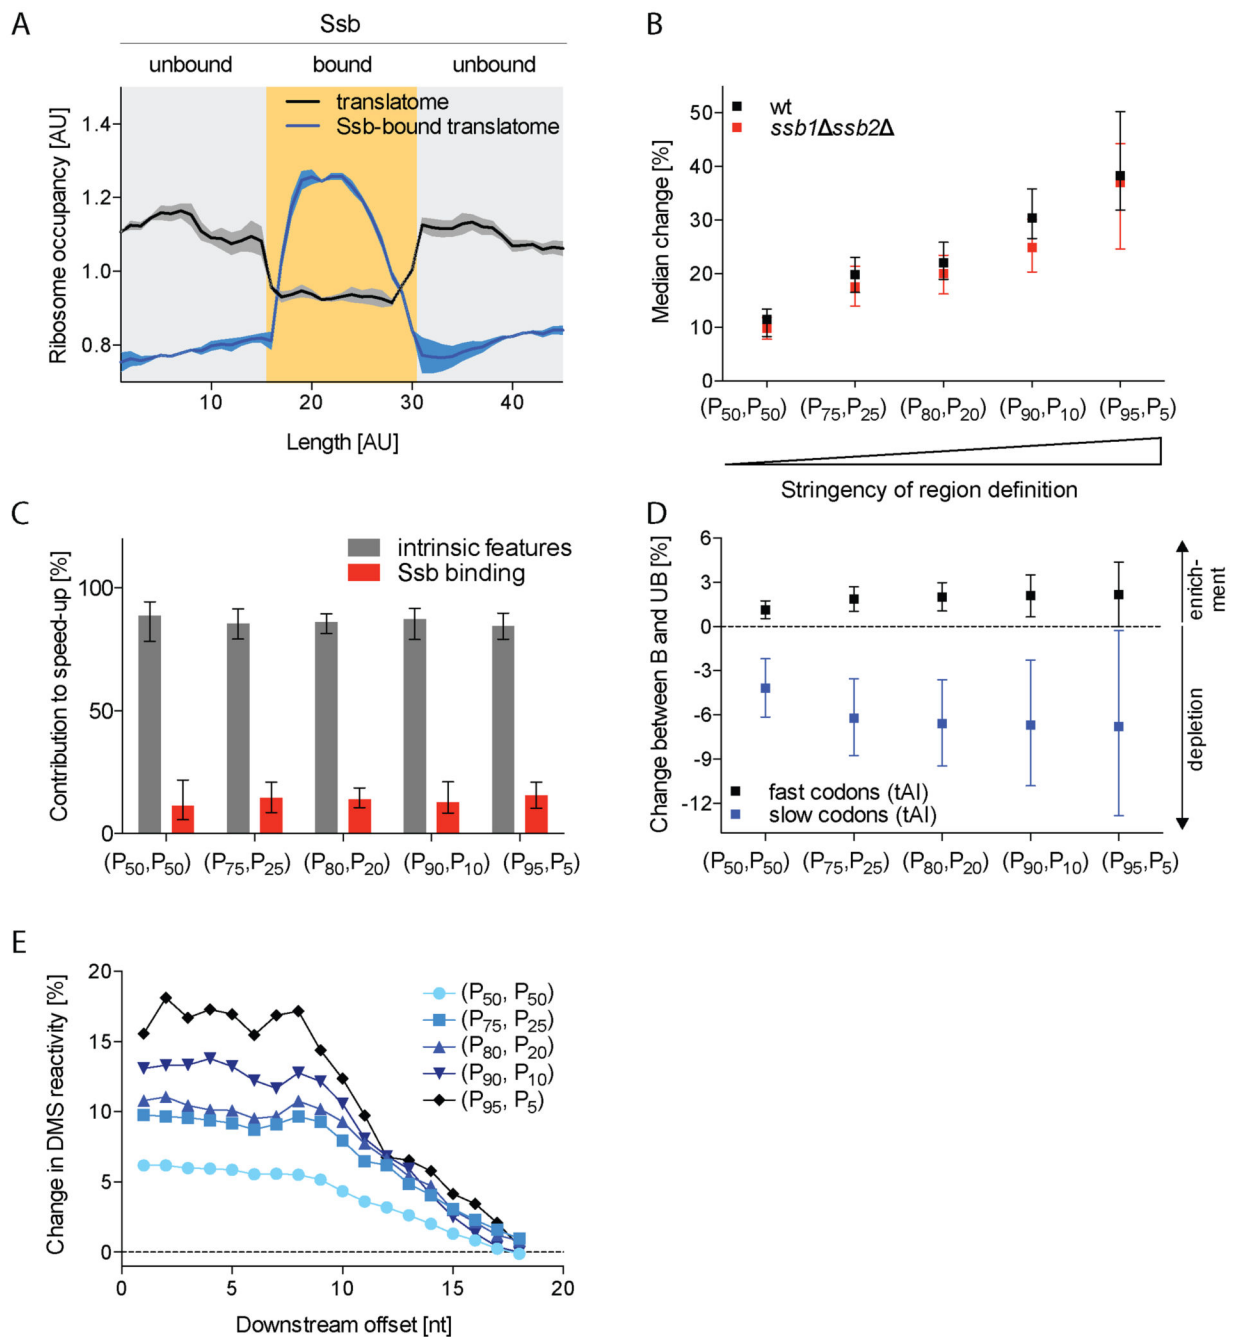 A
Ssb
unbound bound unbound
translatome
Ssb-bound translatome
Ribosome occupancy [AU]
1.4
1.2
1.0
0.8
10 20 30 40
Length [AU]
B
wt
ssb1Δssb2Δ
Median change [%]
50
40
30
20
10
0
(P50,P50) (P75,P25) (P80,P20) (P90,P10) (P95,P5)
Stringency of region definition
C
intrinsic features
Ssb binding
Contribution to speed-up [%]
100
50
0
(P50,P50) (P75,P25) (P80,P20) (P90,P10) (P95,P5)
D
Change between B and UB [%]
6
3
0
-3
-6
-9
-12
enrich-
ment
depletion
fast codons (tAI)
slow codons (tAI)
(P50,P50) (P75,P25) (P80,P20) (P90,P10) (P95,P5)
E
Change in DMS reactivity [%]
20
15
10
5
0
(P50, P50)
(P75, P25)
(P80, P20)
(P90, P10)
(P95, P5)
0 5 10 15 20
Downstream offset [nt]